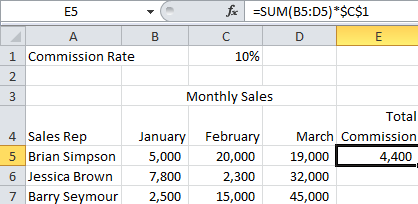 E5 fx =SUM(B5:D5)*$C$1
A B C D E
1 Commission Rate 10%
2
3 Monthly Sales
Total
4 Sales Rep January February March Commission
5 Brian Simpson 5,000 20,000 19,000 4,400
6 Jessica Brown 7,800 2,300 32,000
7 Barry Seymour 2,500 15,000 45,000